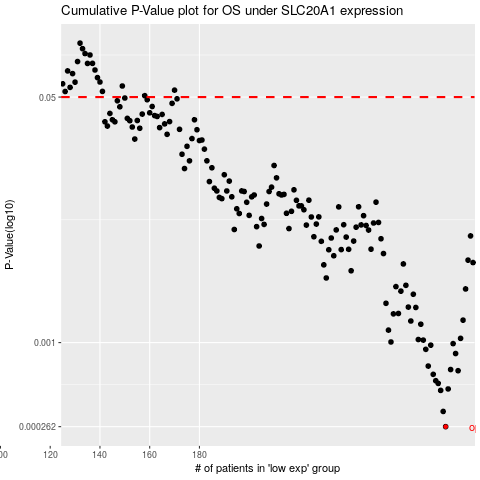 Cumulative P-Value plot for OS under SLC20A1 expression
P-Value(log10)
0.05
0.001
0.000262
00
120
140
160
180
# of patients in 'low exp' group